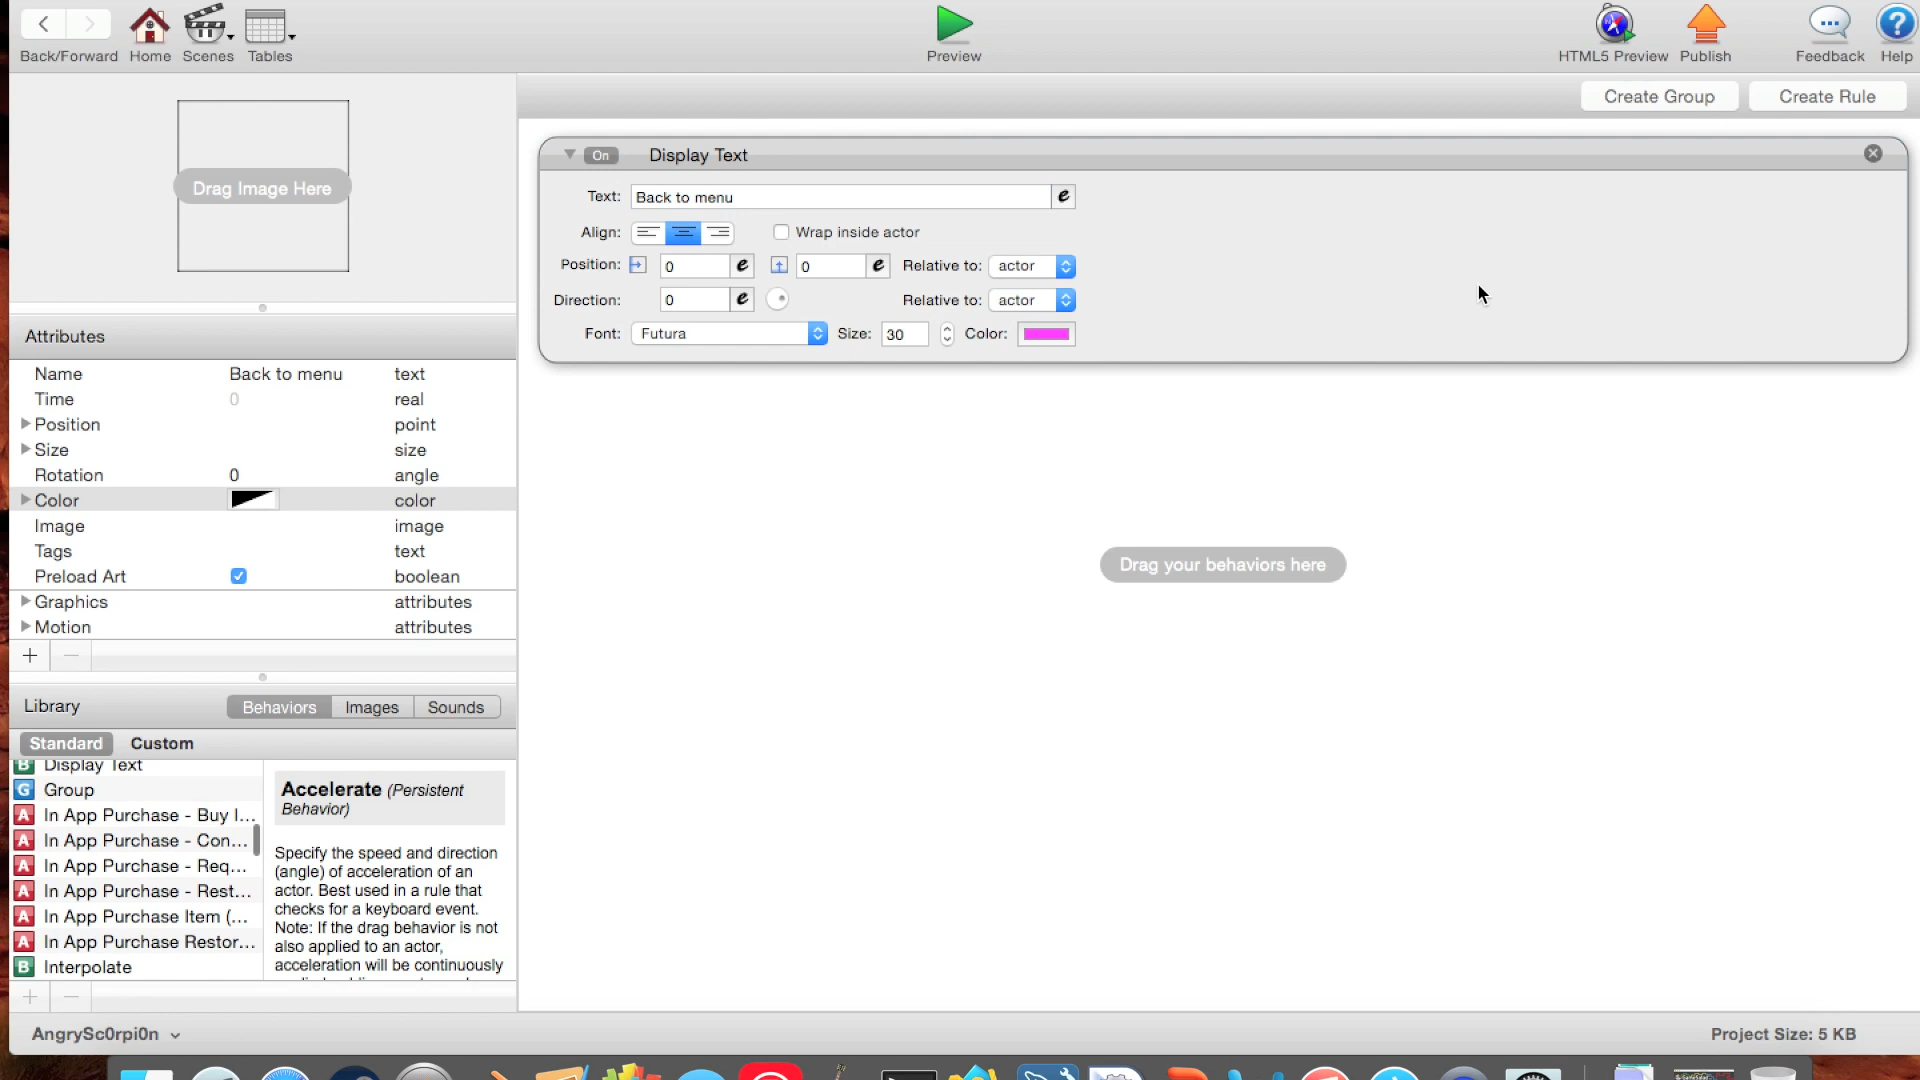 Back/Forward Home Scenes Tables Preview HTML5 Preview Publish Feedback Help
Create Group Create Rule
Drag Image Here
On Display Text
Text: Back to menu e
Align: Wrap inside actor
Position: 0 e 0 e Relative to: actor
Direction: 0 e Relative to: actor
Font: Futura Size: 30 Color:
Attributes
Name Back to menu text
Time 0 real
Position point
Size size
Rotation 0 angle
Color color
Image image
Tags text
Preload Art boolean
Graphics attributes
Motion attributes
+ −
Drag your behaviors here
Library Behaviors Images Sounds
Standard Custom
B Display Text
G Group
A In App Purchase - Buy I...
A In App Purchase - Con...
A In App Purchase - Req...
A In App Purchase - Rest...
A In App Purchase Item (...
A In App Purchase Restor...
B Interpolate
Accelerate (Persistent
Behavior)
Specify the speed and direction
(angle) of acceleration of an
actor. Best used in a rule that
checks for a keyboard event.
Note: If the drag behavior is not
also applied to an actor,
acceleration will be continuously
+ −
AngrySc0rpi0n Project Size: 5 KB